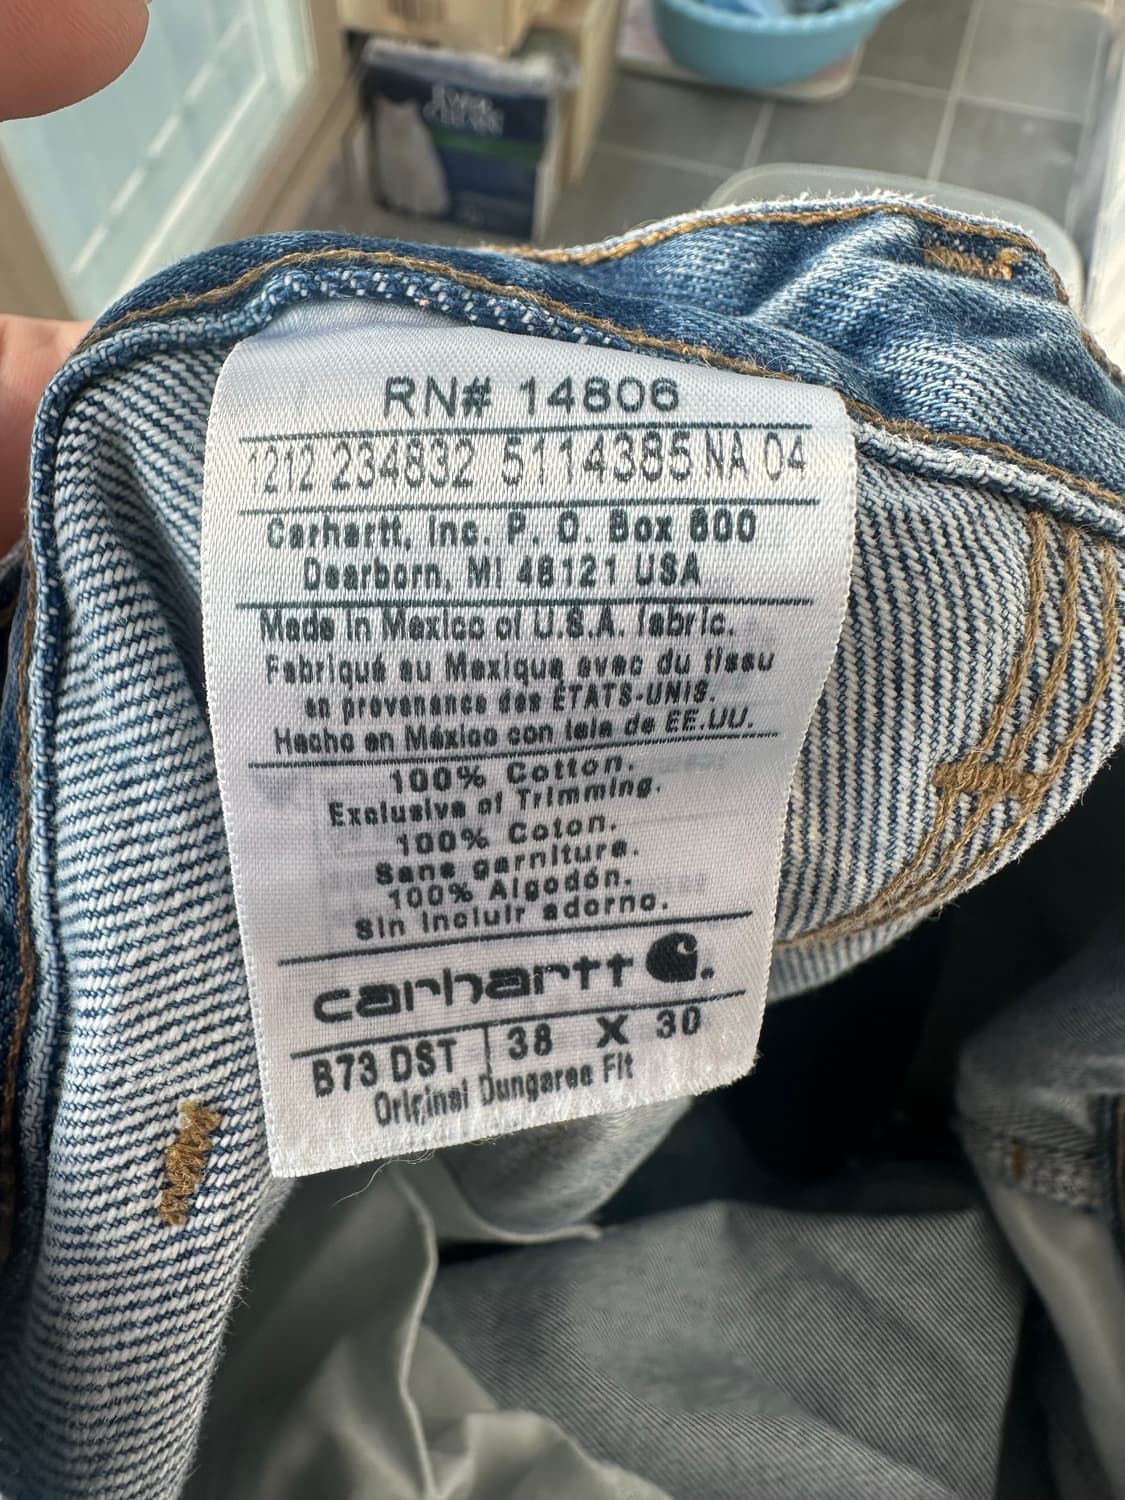 RN# 14806
1212 234832 5114385 NA 04
Carhartt, Inc. P. O. Box 600
Dearborn, MI 48121 USA
Made in Mexico of U.S.A. fabric.
Fabriqué au Mexique avec du tissu
en provenance des ÉTATS-UNIS.
Hecho en México con tela de EE.UU.
100% Cotton.
Exclusive of Trimming.
100% Coton.
Sans garniture.
100% Algodón.
Sin incluir adorno.
carhartt
B73 DST 38 X 30
Original Dungaree Fit